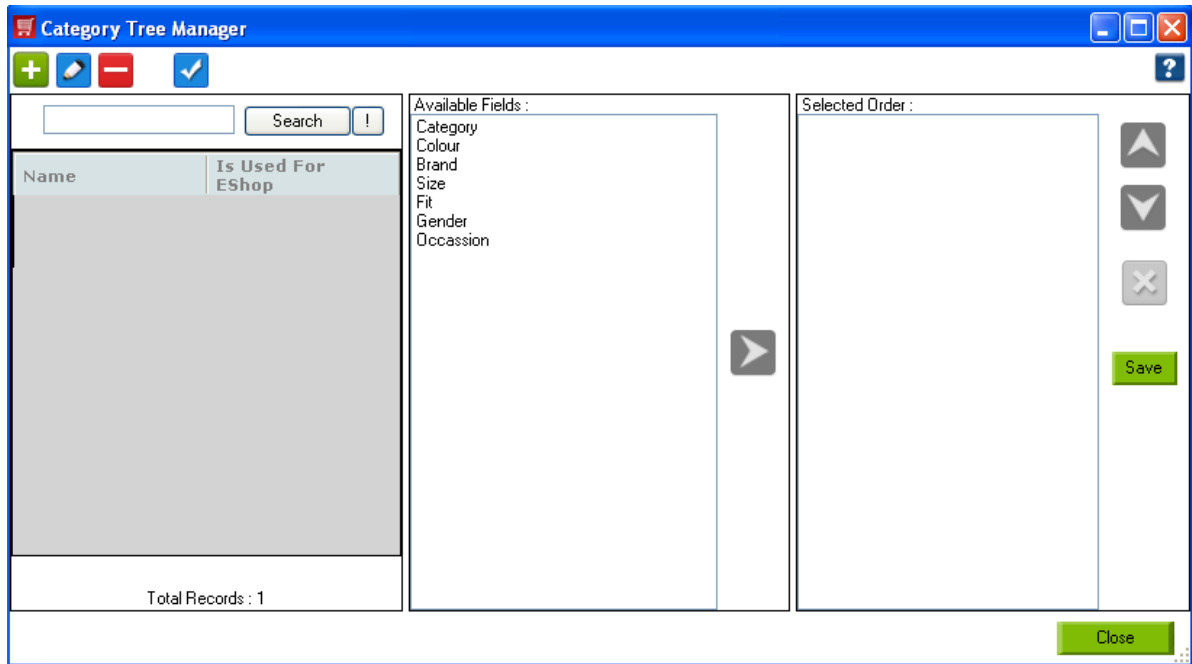 Category Tree Manager
?
Search
!
Name
Is Used For
EShop
Total Records : 1
Available Fields :
Category
Colour
Brand
Size
Fit
Gender
Occassion
Selected Order :
Save
Close